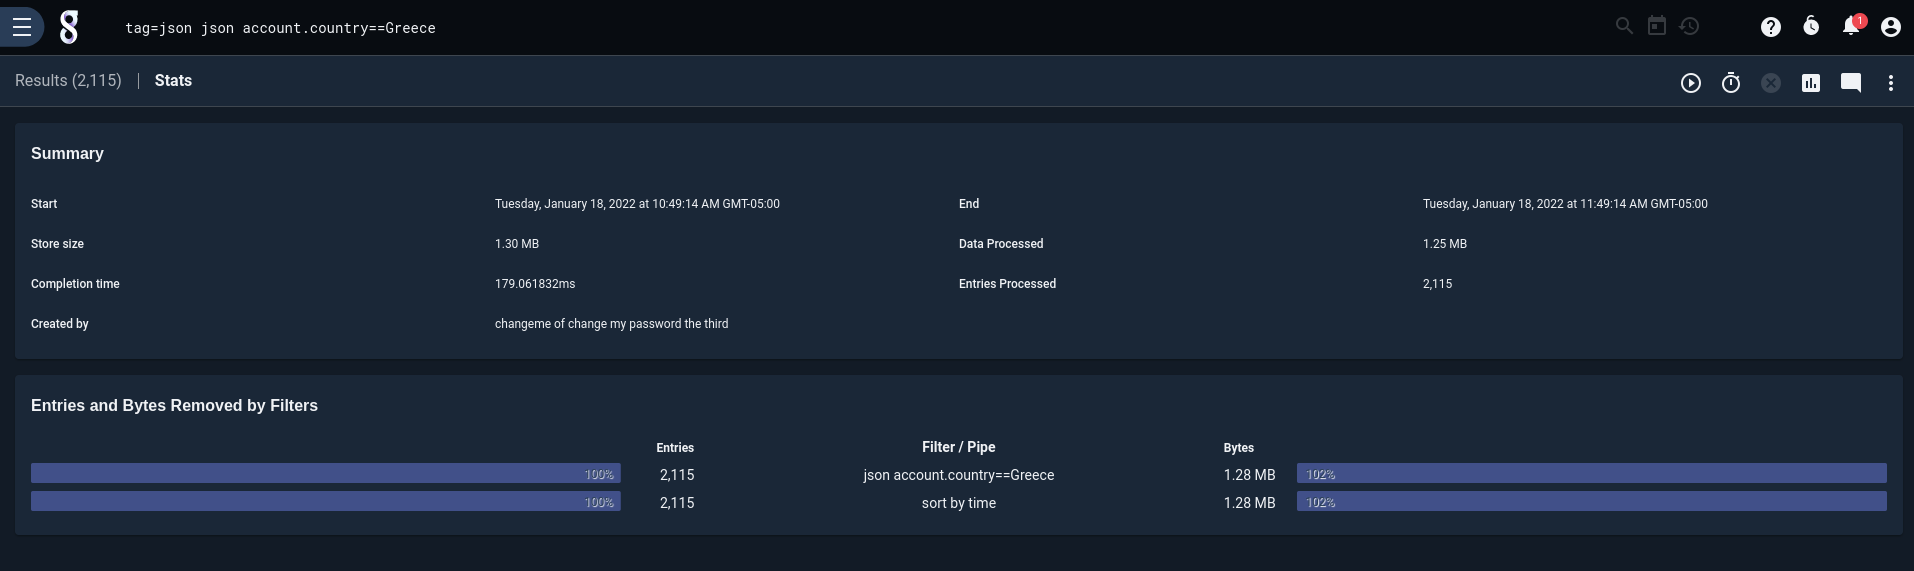 tag=json json account.country==Greece
1
Results (2,115) | Stats
Summary
Start Tuesday, January 18, 2022 at 10:49:14 AM GMT-05:00 End Tuesday, January 18, 2022 at 11:49:14 AM GMT-05:00
Store size 1.30 MB Data Processed 1.25 MB
Completion time 179.061832ms Entries Processed 2,115
Created by changeme of change my password the third
Entries and Bytes Removed by Filters
Entries Filter / Pipe Bytes
100% 2,115 json account.country==Greece 1.28 MB 102%
100% 2,115 sort by time 1.28 MB 102%